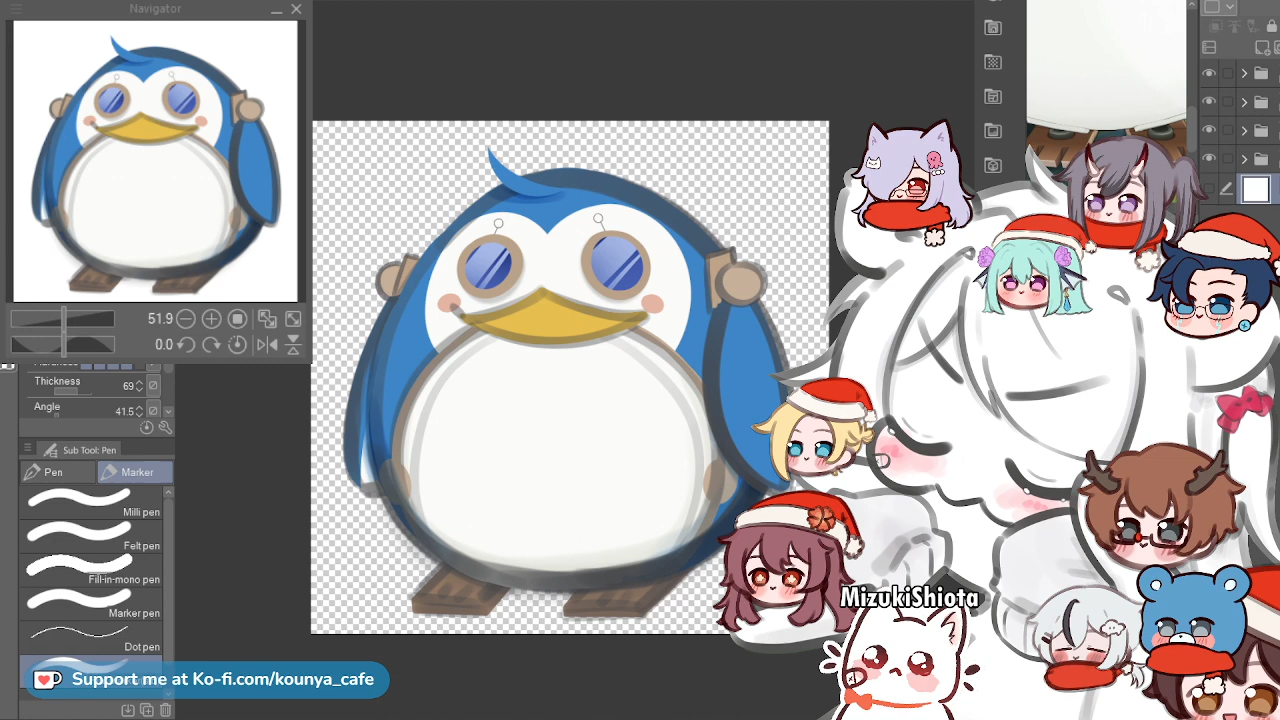 Navigator
51.9
0.0
Thickness
69
Angle
41.5
Sub Tool: Pen
Pen
Marker
Milli pen
Felt pen
Fill-in-mono pen
Marker pen
Dot pen
Support me at Ko-fi.com/kounya_cafe
MizukiShiota